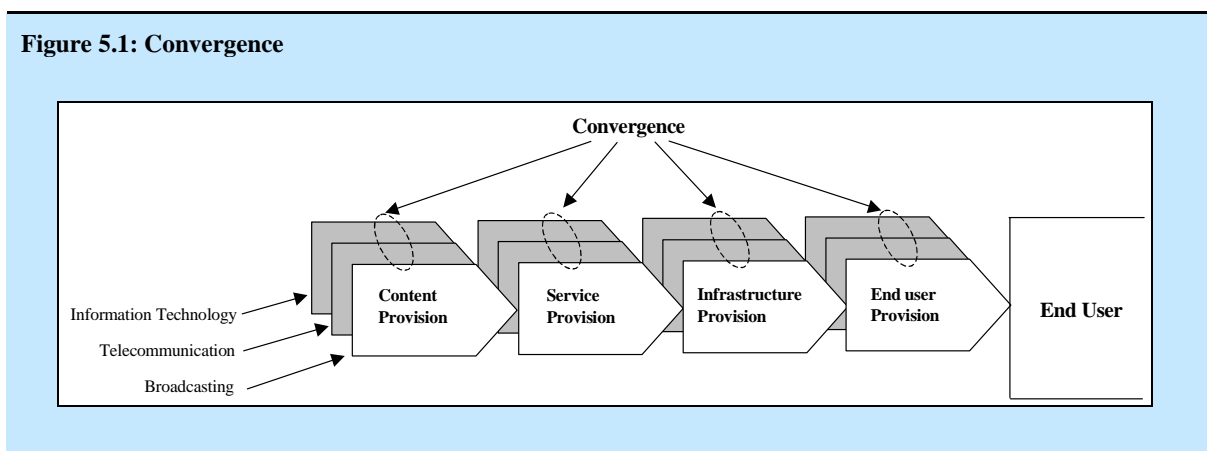 Figure 5.1: Convergence
Convergence
Content
Provision
Service
Provision
Infrastructure
Provision
End user
Provision
End User
Information Technology
Telecommunication
Broadcasting